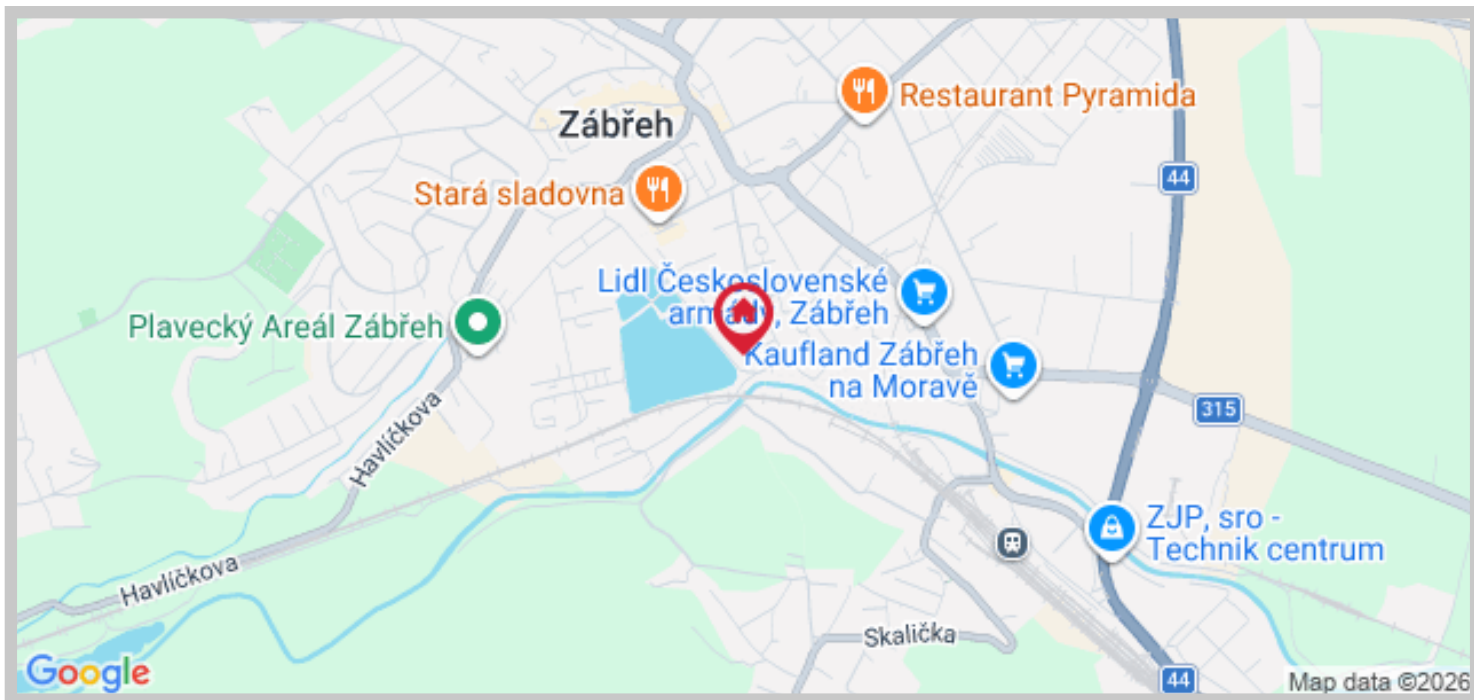 Restaurant Pyramida
Zábřeh
44
Stará sladovna
Lidl Československé
armády, Zábřeh
Plavecký Areál Zábřeh
Kaufland Zábřeh
na Moravě
315
Havlíčkova
ZJP, sro -
Technik centrum
Havlíčkova
Skalička
Google
44
Map data ©2026